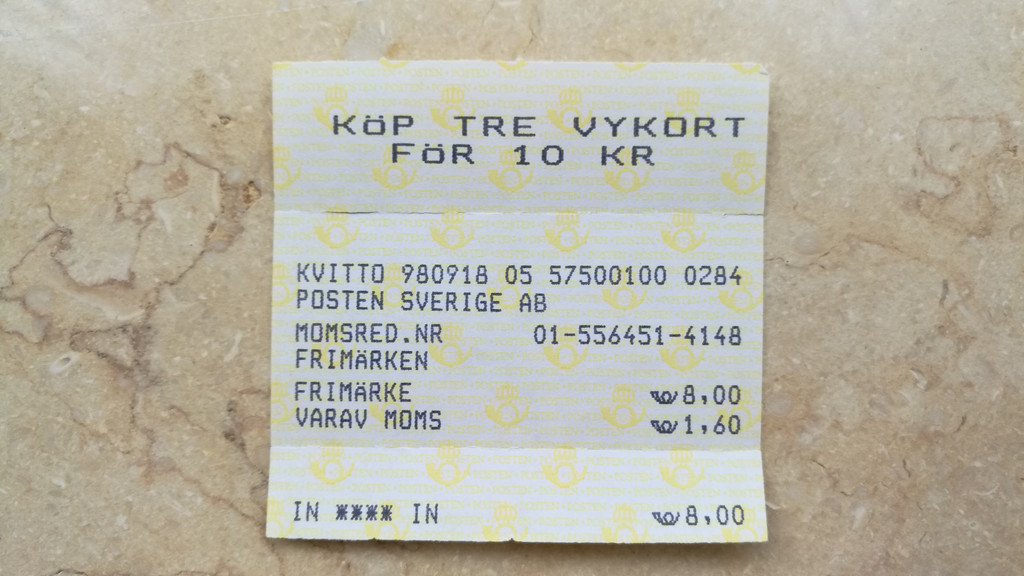 KÖP TRE VYKORT
FÖR 10 KR
KVITTO 980918 05 57500100 0284
POSTEN SVERIGE AB
MOMSRED.NR 01-556451-4148
FRIMÄRKEN
FRIMÄRKE 8,00
VARAV MOMS 1,60
IN **** IN 8,00